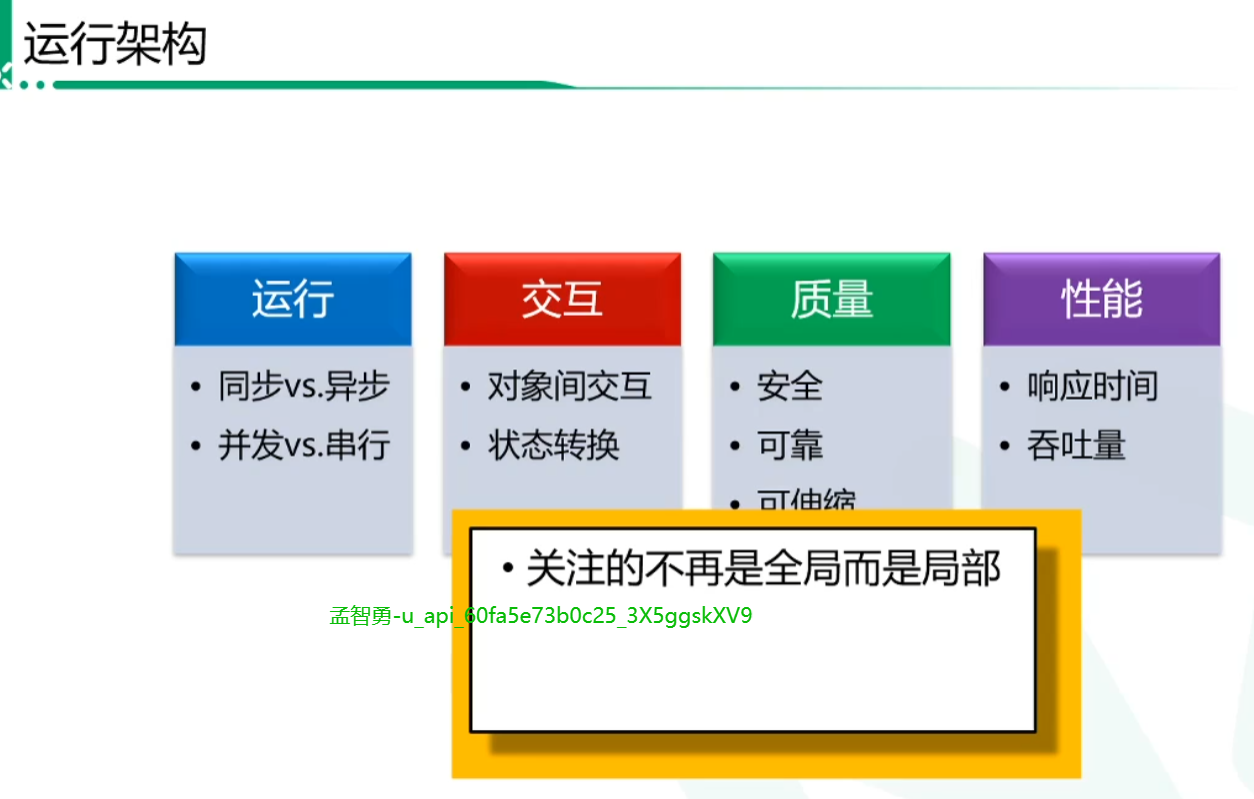 运行架构
运行
• 同步vs.异步
• 并发vs.串行
交互
• 对象间交互
• 状态转换
质量
• 安全
• 可靠
• 可伸缩
性能
• 响应时间
• 吞吐量
• 关注的不再是全局而是局部
孟智勇-u_api_60fa5e73b0c25_3X5ggskXV9